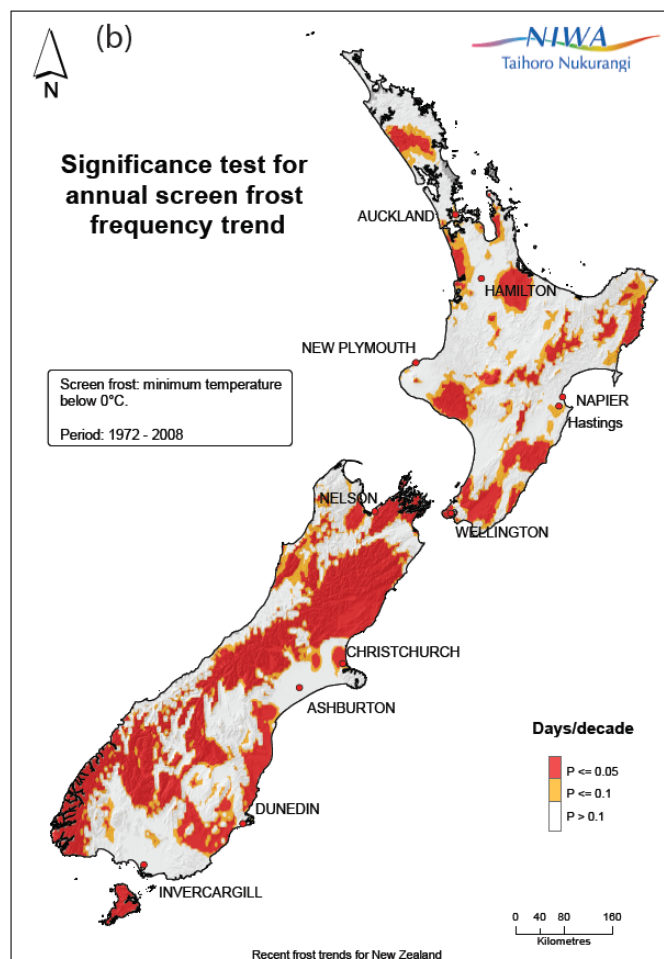 (b)
NIWA
Taihoro Nukurangi
N
Significance test for
annual screen frost
frequency trend
AUCKLAND
HAMILTON
NEW PLYMOUTH
Screen frost: minimum temperature
below 0°C.
Period: 1972 - 2008
NAPIER
Hastings
NELSON
WELLINGTON
CHRISTCHURCH
ASHBURTON
Days/decade
P <= 0.05
P <= 0.1
P > 0.1
DUNEDIN
INVERCARGILL
0 40 80 160
Kilometres
Recent frost trends for New Zealand